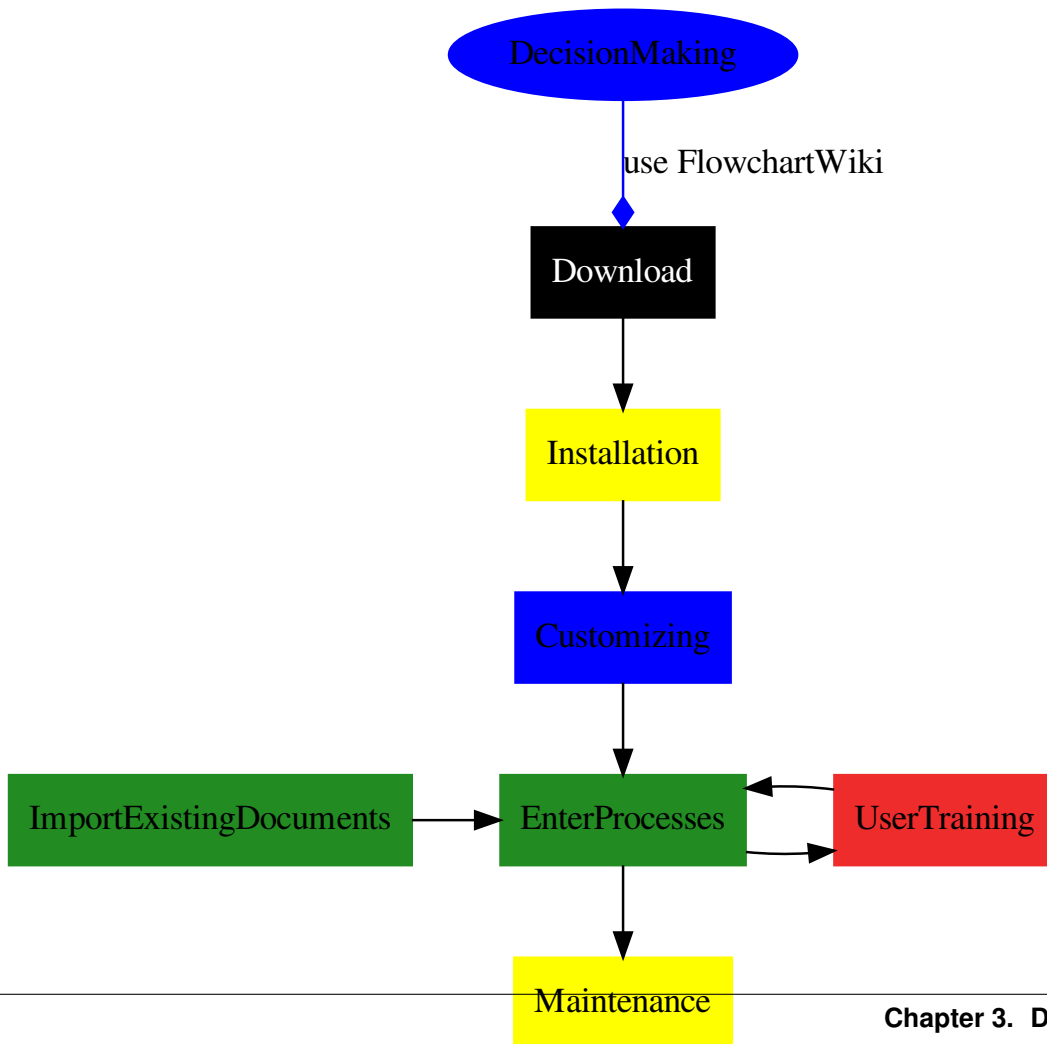 DecisionMaking
use FlowchartWiki
Download
Installation
Customizing
ImportExistingDocuments
EnterProcesses
UserTraining
Maintenance
Chapter 3. D